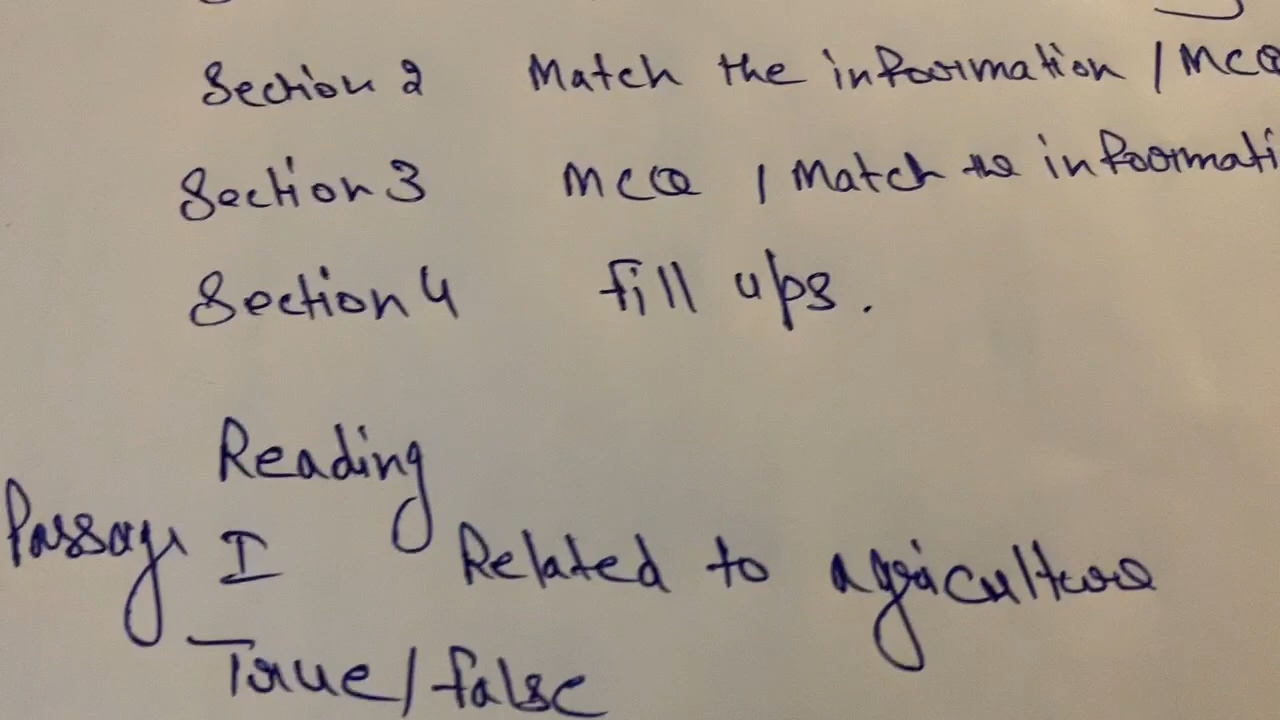 Section 2 Match the information / MCQ
Section 3 MCQ / Match the informati
Section 4 fill ups.
Reading
Passage I Related to agriculture
True/false